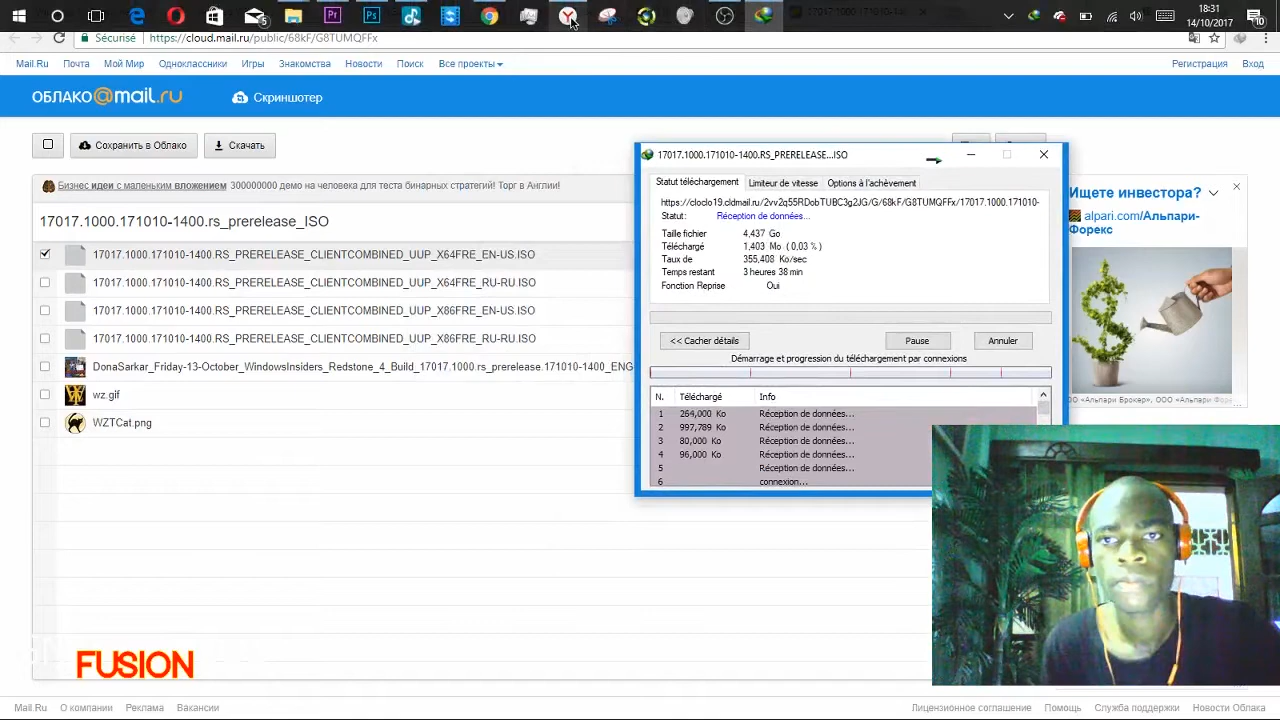 18:31
14/10/2017
Sécurisé
https://cloud.mail.ru/public/68kF/G8TUMQFFx
Mail.Ru Почта Мой Мир Одноклассники Игры Знакомства Новости Поиск Все проекты
Регистрация Вход
ОБЛАКО@mail.ru Скриншотер
Сохранить в Облако Скачать
Бизнес идеи с маленьким вложением 300000000 демо на человека для теста бинарных стратегий! Торг в Англии!
17017.1000.171010-1400.rs_prerelease_ISO
17017.1000.171010-1400.RS_PRERELEASE_CLIENTCOMBINED_UUP_X64FRE_EN-US.ISO
17017.1000.171010-1400.RS_PRERELEASE_CLIENTCOMBINED_UUP_X64FRE_RU-RU.ISO
17017.1000.171010-1400.RS_PRERELEASE_CLIENTCOMBINED_UUP_X86FRE_EN-US.ISO
17017.1000.171010-1400.RS_PRERELEASE_CLIENTCOMBINED_UUP_X86FRE_RU-RU.ISO
DonaSarkar_Friday-13-October_WindowsInsiders_Redstone_4_Build_17017.1000.rs_prerelease.171010-1400_ENG
wz.gif
WZTCat.png
17017.1000.171010-1400.RS_PRERELEASE...ISO
Statut téléchargement Limiteur de vitesse Options à l'achèvement
https://cloclo19.cldmail.ru/2vv2q55RDobTUBC3g2JG/G/68kF/G8TUMQFFx/17017.1000.171010-
Statut: Réception de données...
Taille fichier 4,437 Go
Téléchargé 1,403 Mo ( 0,03 % )
Taux de 355,408 Ko/sec
Temps restant 3 heures 38 min
Fonction Reprise Oui
<< Cacher détails Pause Annuler
Démarrage et progression du téléchargement par connexions
N. Téléchargé Info
1 264,000 Ko Réception de données...
2 997,789 Ko Réception de données...
3 80,000 Ko Réception de données...
4 96,000 Ko Réception de données...
5 Réception de données...
6 connexion...
Ищете инвестора?
alpari.com/Альпари-
Форекс
FUSION
Mail.Ru О компании Реклама Вакансии
Лицензионное соглашение Помощь Служба поддержки Новости Облака